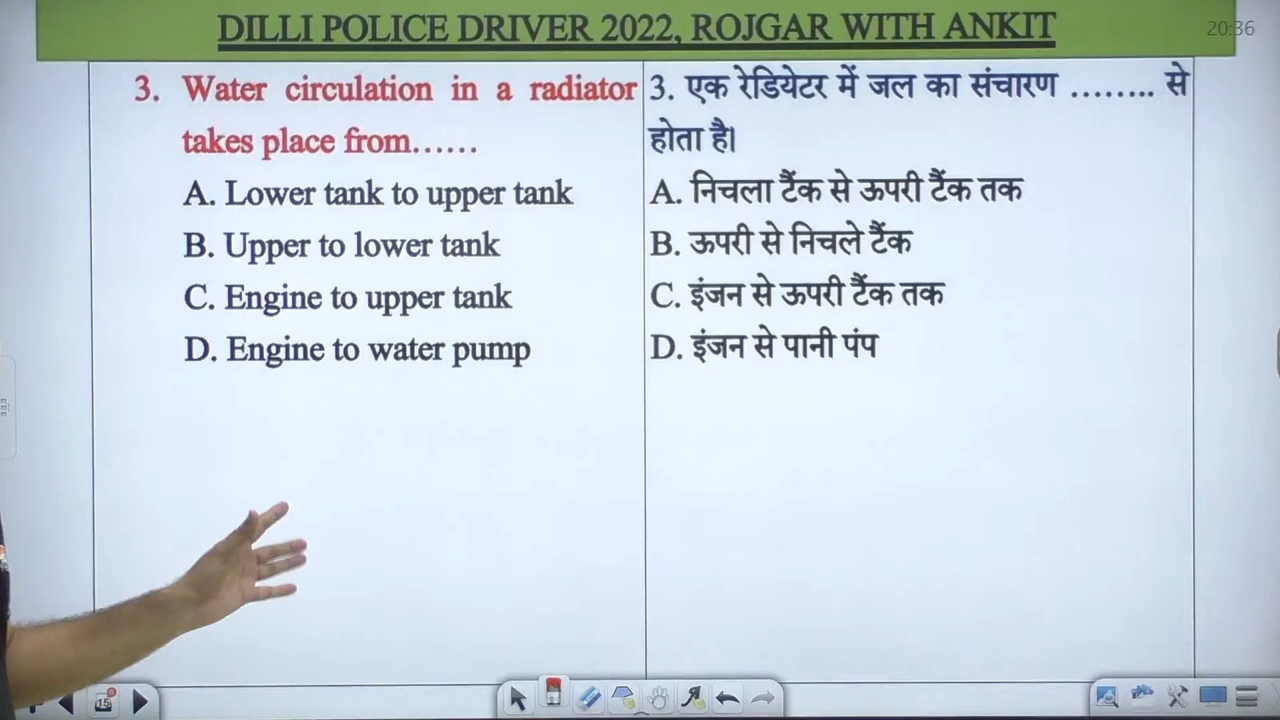 DILLI POLICE DRIVER 2022, ROJGAR WITH ANKIT
20:36
3. Water circulation in a radiator
takes place from……
A. Lower tank to upper tank
B. Upper to lower tank
C. Engine to upper tank
D. Engine to water pump
3. एक रेडियेटर में जल का संचारण …….. से
होता है।
A. निचला टैंक से ऊपरी टैंक तक
B. ऊपरी से निचले टैंक
C. इंजन से ऊपरी टैंक तक
D. इंजन से पानी पंप
15